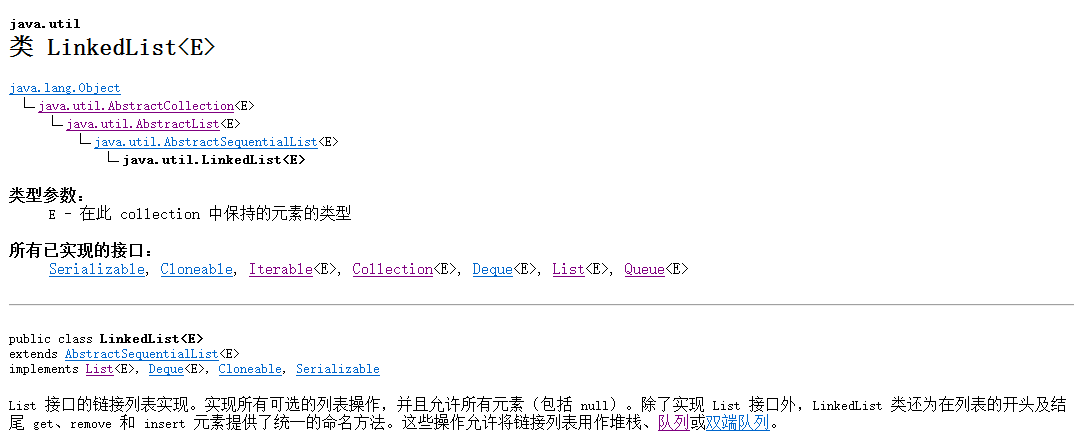 java.util
类 LinkedList<E>
java.lang.Object
java.util.AbstractCollection<E>
java.util.AbstractList<E>
java.util.AbstractSequentialList<E>
java.util.LinkedList<E>
类型参数：
E - 在此 collection 中保持的元素的类型
所有已实现的接口：
Serializable, Cloneable, Iterable<E>, Collection<E>, Deque<E>, List<E>, Queue<E>
public class LinkedList<E>
extends AbstractSequentialList<E>
implements List<E>, Deque<E>, Cloneable, Serializable
List 接口的链接列表实现。实现所有可选的列表操作，并且允许所有元素（包括 null）。除了实现 List 接口外，LinkedList 类还为在列表的开头及结
尾 get、remove 和 insert 元素提供了统一的命名方法。这些操作允许将链接列表用作堆栈、队列或双端队列。